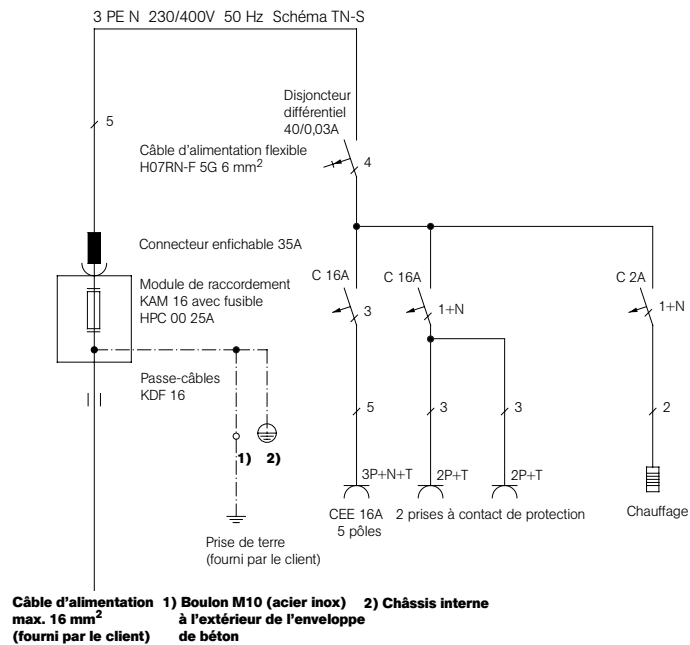 3 PE N 230/400V 50 Hz Schéma TN-S
Disjoncteur
différentiel
40/0,03A
5
4
Câble d'alimentation flexible
H07RN-F 5G 6 mm²
Connecteur enfichable 35A
Module de raccordement
KAM 16 avec fusible
HPC 00 25A
C 16A
C 16A
C 2A
3
1+N
1+N
Passe-câbles
KDF 16
5
3
3
2
1)
2)
3P+N+T
2P+T
2P+T
CEE 16A
5 pôles
2 prises à contact de protection
Chauffage
Prise de terre
(fourni par le client)
Câble d'alimentation
max. 16 mm²
(fourni par le client)
1) Boulon M10 (acier inox)
à l'extérieur de l'enveloppe
de béton
2) Châssis interne